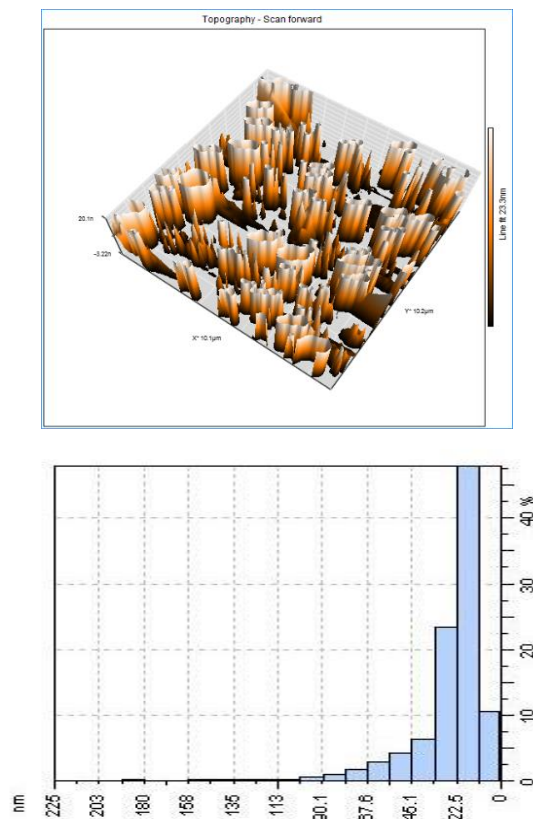 Topography - Scan forward
20.1n
-3.22n
X* 10.1µm
Y* 10.2µm
Line fit 23.3nm
40 %
30
20
10
0
nm
225
203
180
158
135
113
90.1
67.6
45.1
22.5
0